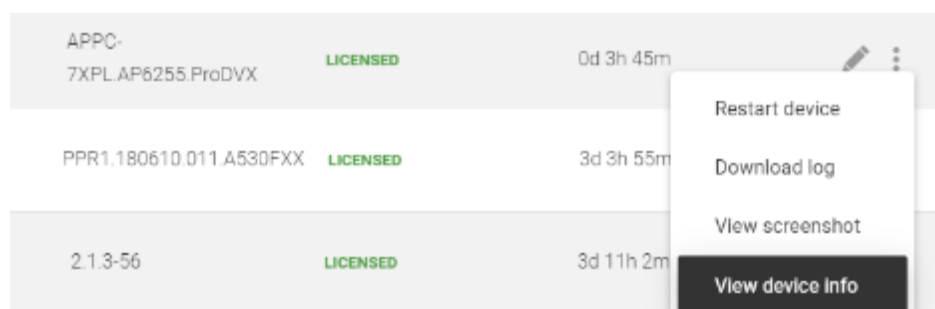 APPC-
7XPL.AP6255.ProDVX LICENSED 0d 3h 45m
Restart device
PPR1.180610.011.A530FXX LICENSED 3d 3h 55m
Download log
View screenshot
2.1.3-56 LICENSED 3d 11h 2m
View device info